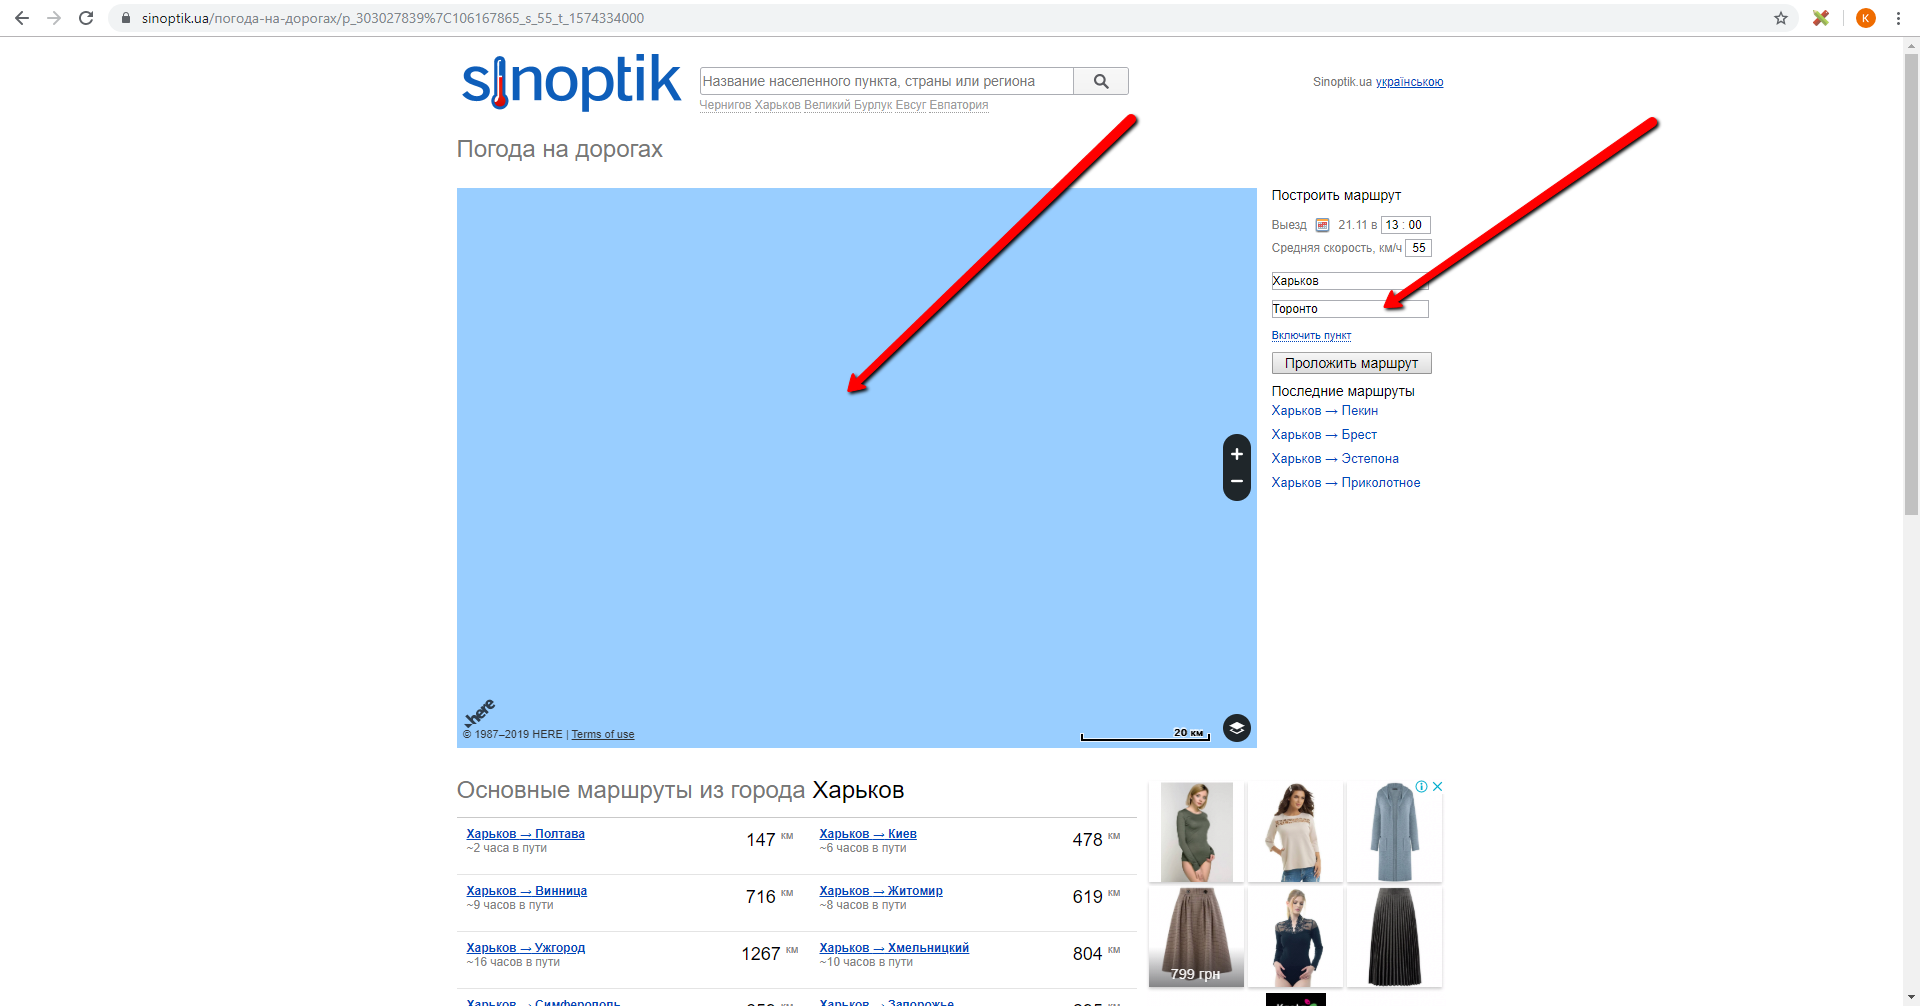 sinoptik.ua/погода-на-дорогах/p_303027839%7C106167865_s_55_t_1574334000
K
sinoptik
Название населенного пункта, страны или региона
Чернигов Харьков Великий Бурлук Евсуг Евпатория
Sinoptik.ua українською
Погода на дорогах
Построить маршрут
Выезд 21.11 в 13 : 00
Средняя скорость, км/ч 55
Харьков
Торонто
Включить пункт
Проложить маршрут
Последние маршруты
Харьков → Пекин
Харьков → Брест
Харьков → Эстепона
Харьков → Приколотное
here
© 1987–2019 HERE | Terms of use
20 км
Основные маршруты из города Харьков
Харьков → Полтава 147 км
~2 часа в пути
Харьков → Киев 478 км
~6 часов в пути
Харьков → Винница 716 км
~9 часов в пути
Харьков → Житомир 619 км
~8 часов в пути
Харьков → Ужгород 1267 км
~16 часов в пути
Харьков → Хмельницкий 804 км
~10 часов в пути
Харьков → Симферополь
Харьков → Запорожье
799 грн